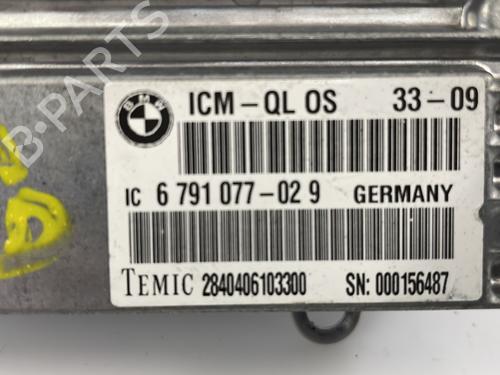 BMW
ICM-QL OS 33-09
IC 6 791 077-02 9 GERMANY
TEMIC 2840406103300 SN: 000156487
B-PARTS